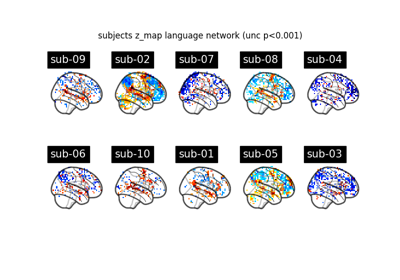 subjects z_map language network (unc p<0.001)
sub-09 sub-02 sub-07 sub-08 sub-04
sub-06 sub-10 sub-01 sub-05 sub-03